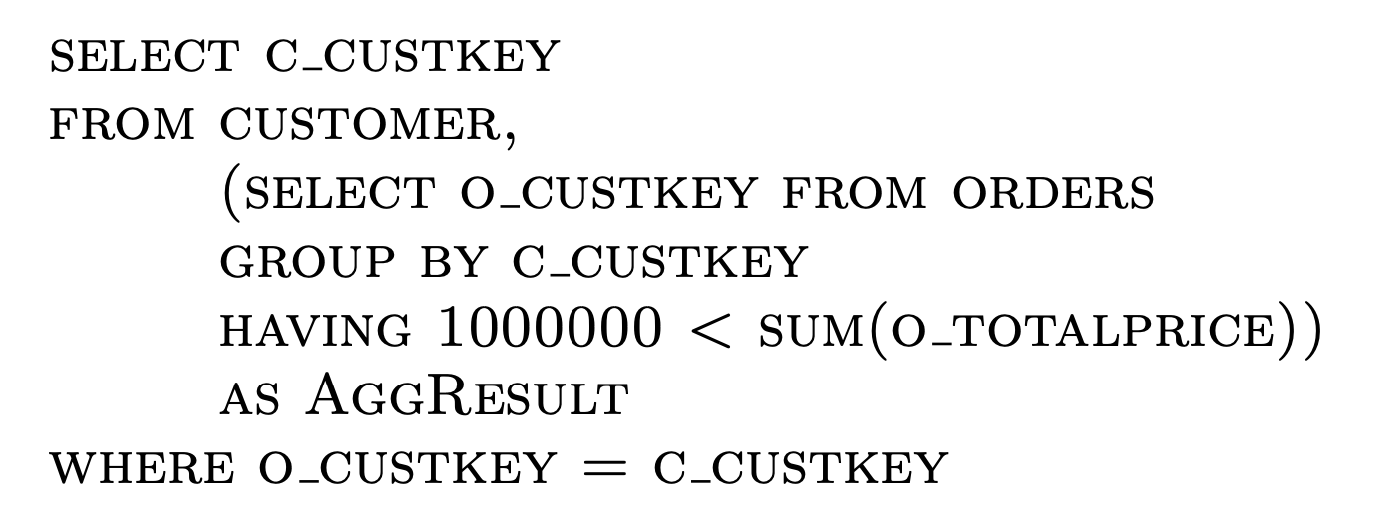 SELECT C_CUSTKEY
FROM CUSTOMER,
(SELECT O_CUSTKEY FROM ORDERS
GROUP BY C_CUSTKEY
HAVING 1000000 < SUM(O_TOTALPRICE))
AS AGGRESULT
WHERE O_CUSTKEY = C_CUSTKEY